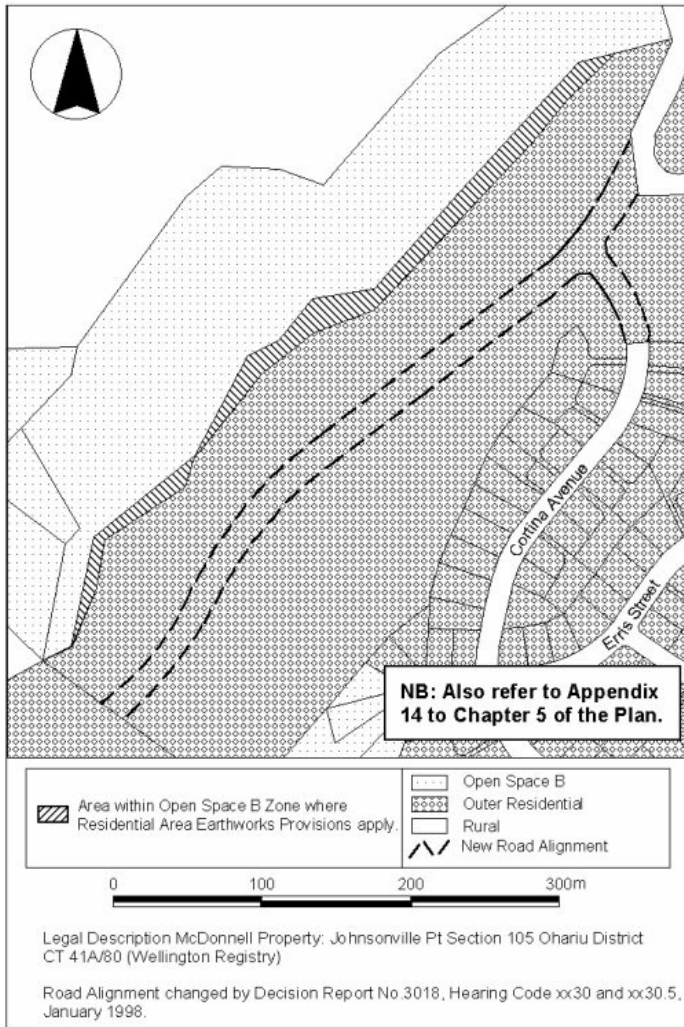 Cortina Avenue
Erris Street
NB: Also refer to Appendix
14 to Chapter 5 of the Plan.
Area within Open Space B Zone where
Residential Area Earthworks Provisions apply.
Open Space B
Outer Residential
Rural
New Road Alignment
0 100 200 300m
Legal Description McDonnell Property: Johnsonville Pt Section 105 Ohariu District
CT 41A/80 (Wellington Registry)
Road Alignment changed by Decision Report No.3018, Hearing Code xx30 and xx30.5,
January 1998.